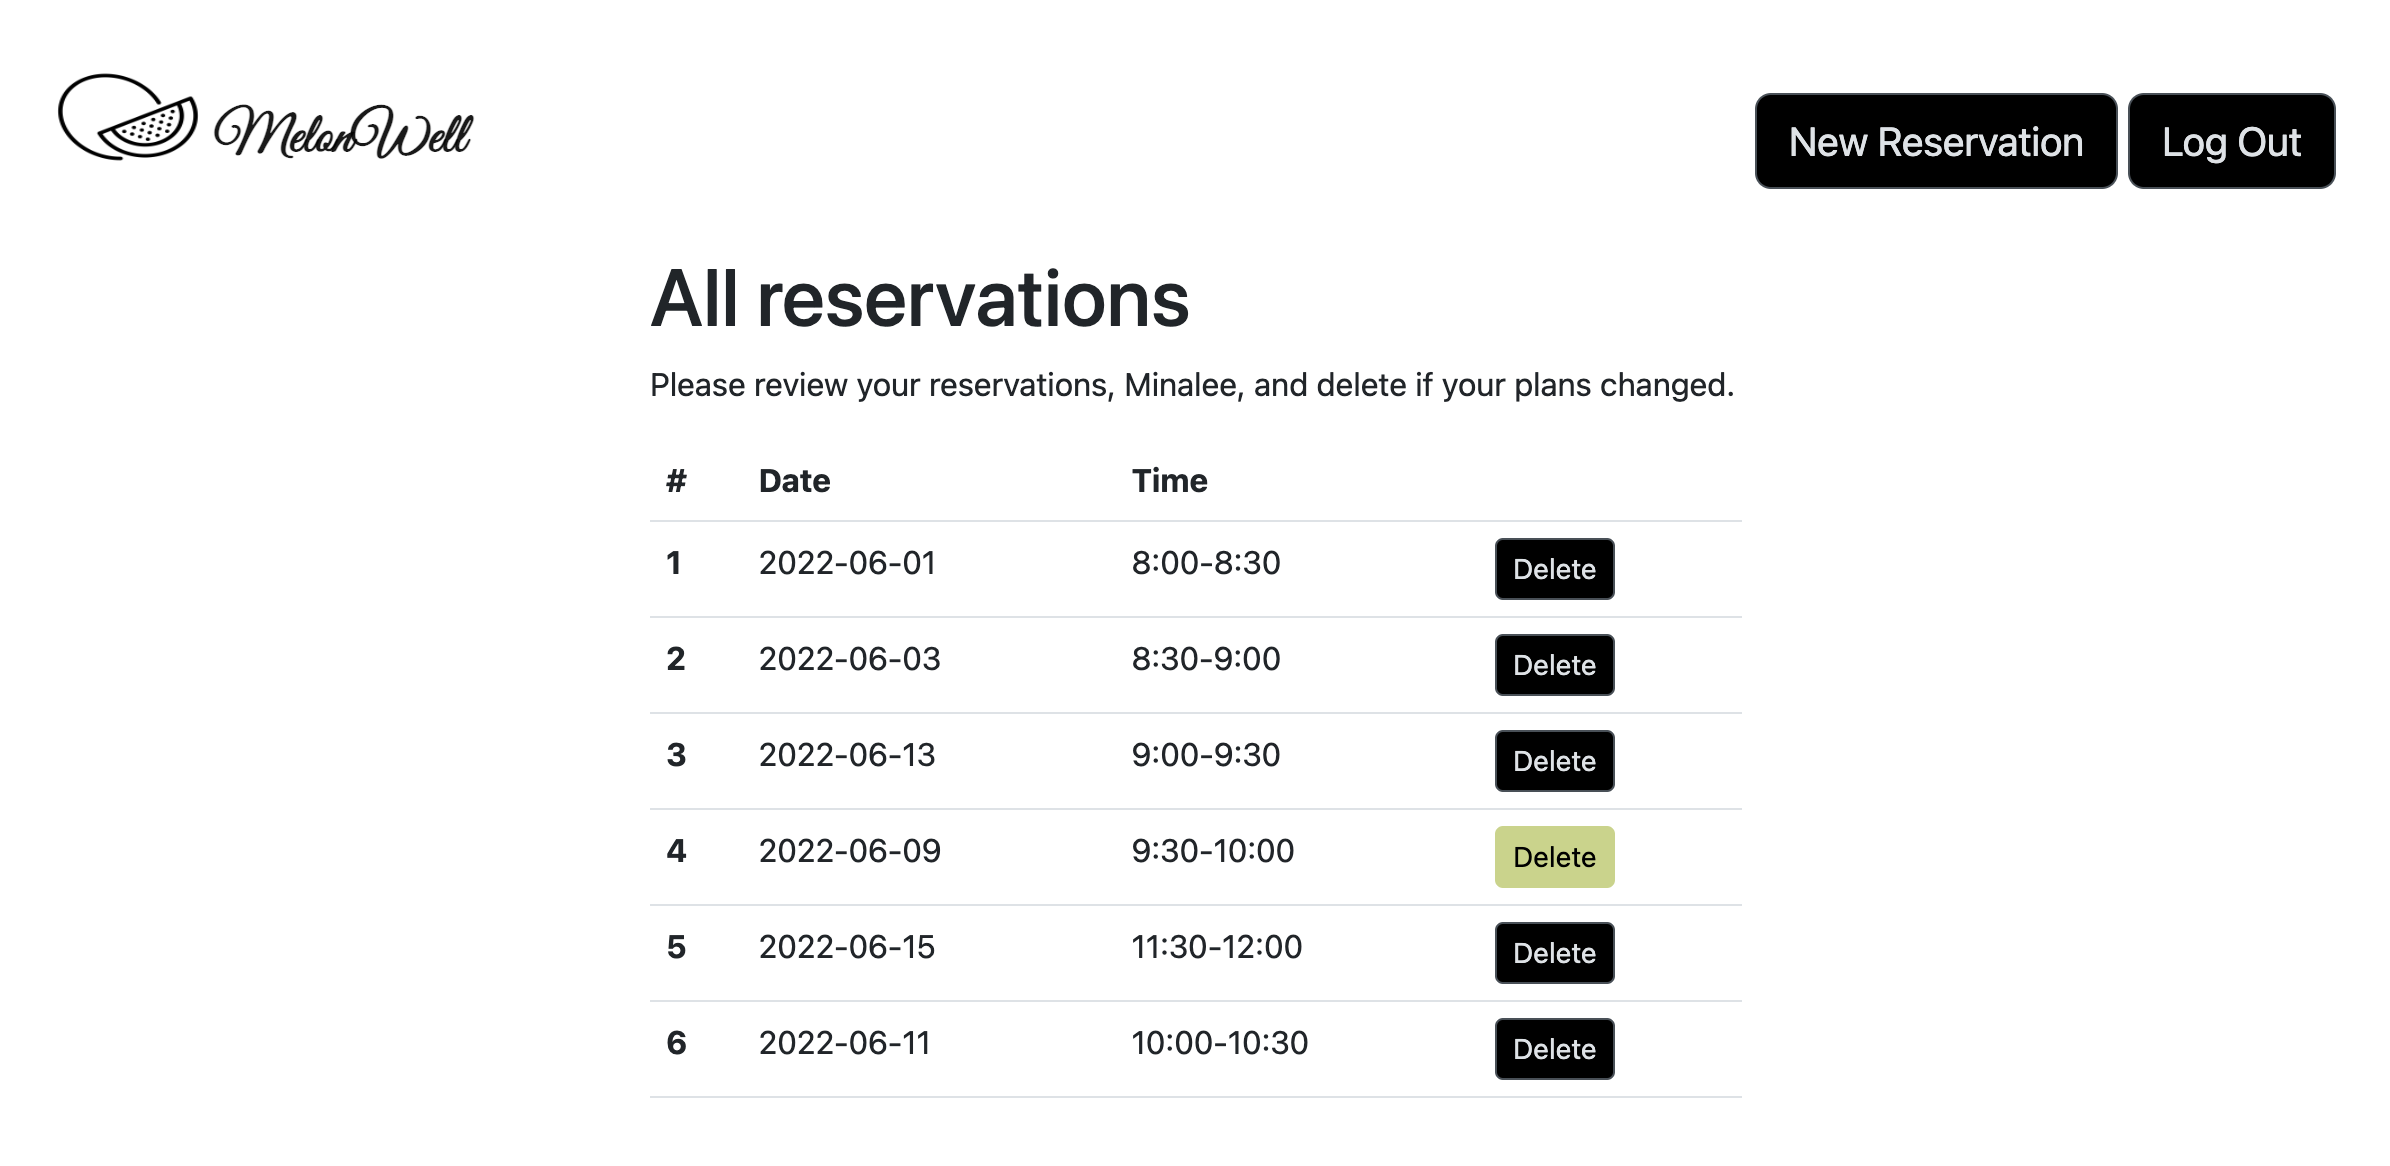 MelonWell
New Reservation Log Out
All reservations
Please review your reservations, Minalee, and delete if your plans changed.
# Date Time
1 2022-06-01 8:00-8:30 Delete
2 2022-06-03 8:30-9:00 Delete
3 2022-06-13 9:00-9:30 Delete
4 2022-06-09 9:30-10:00 Delete
5 2022-06-15 11:30-12:00 Delete
6 2022-06-11 10:00-10:30 Delete